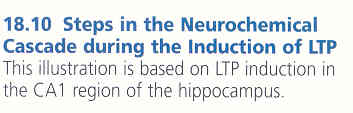 18.10 Steps in the Neurochemical
Cascade during the Induction of LTP
This illustration is based on LTP induction in
the CA1 region of the hippocampus.